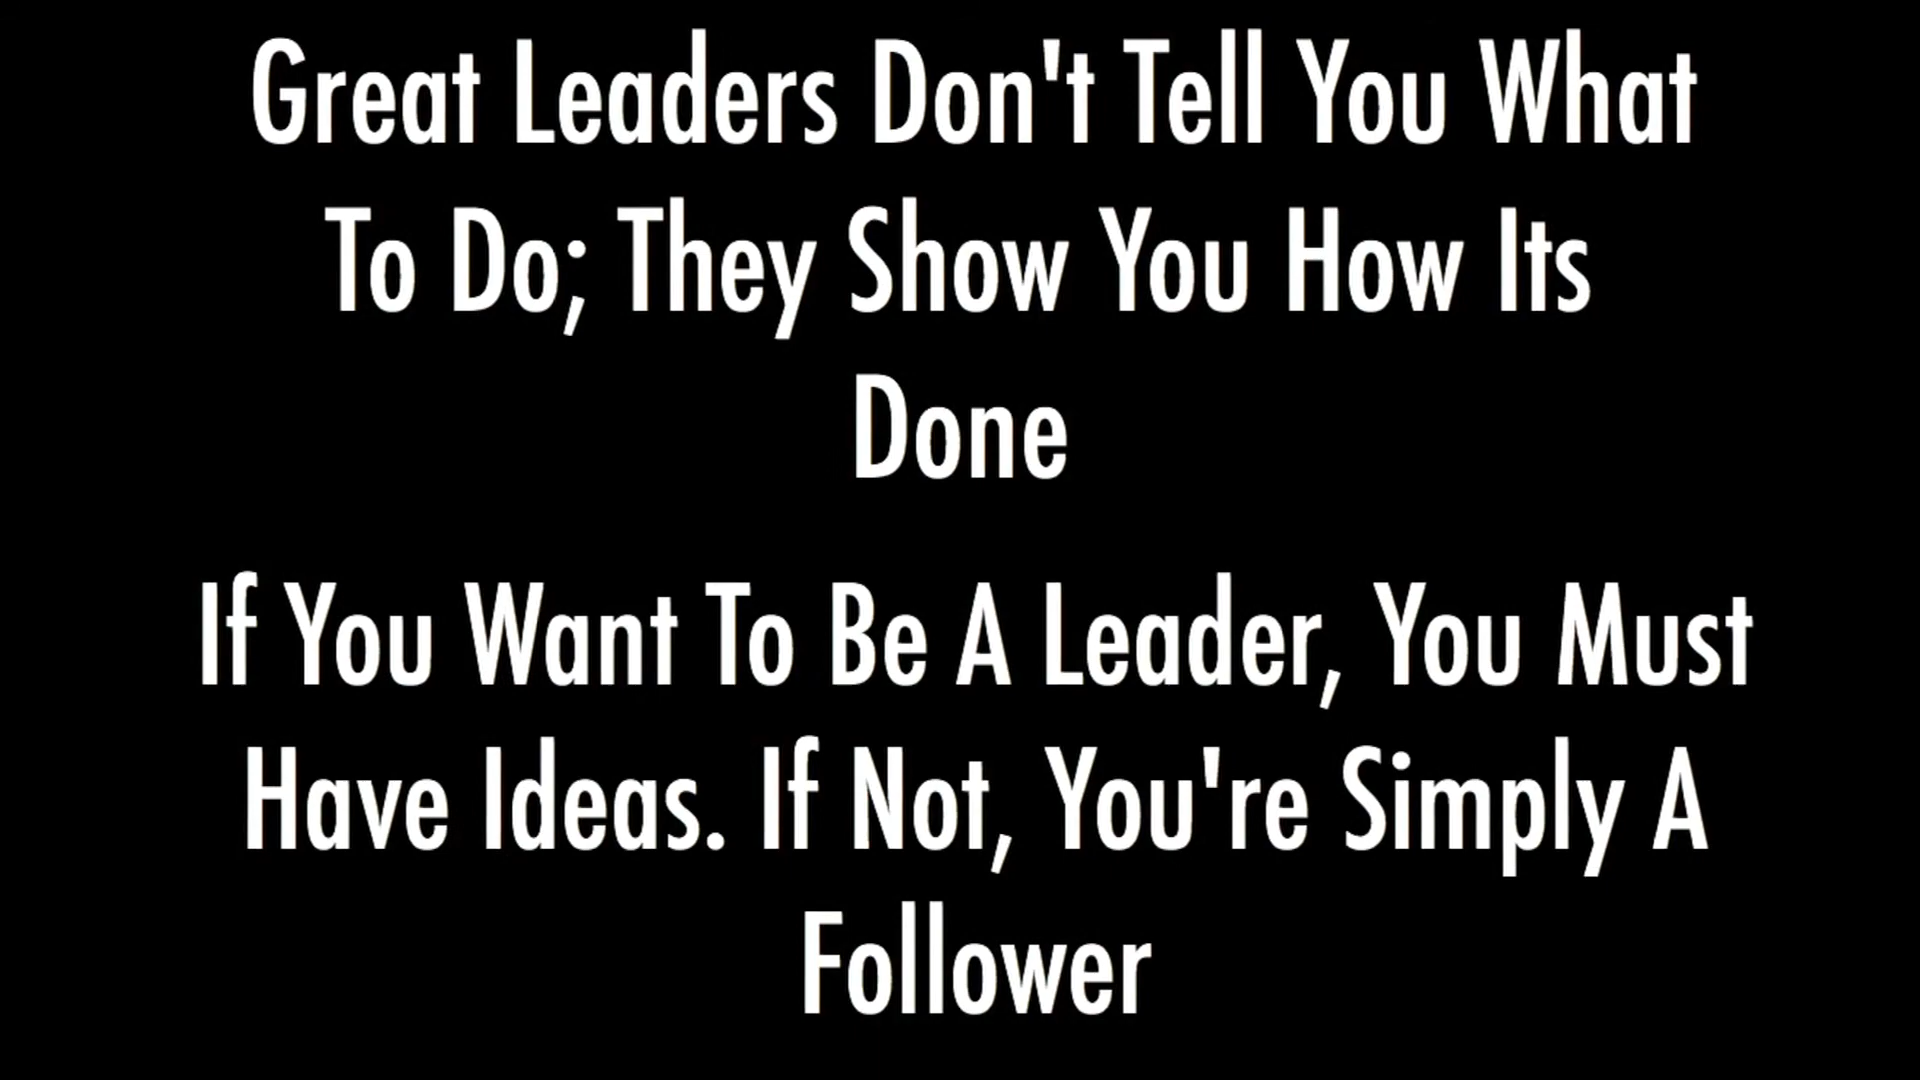 Great Leaders Don't Tell You What
To Do; They Show You How Its
Done
If You Want To Be A Leader, You Must
Have Ideas. If Not, You're Simply A
Follower